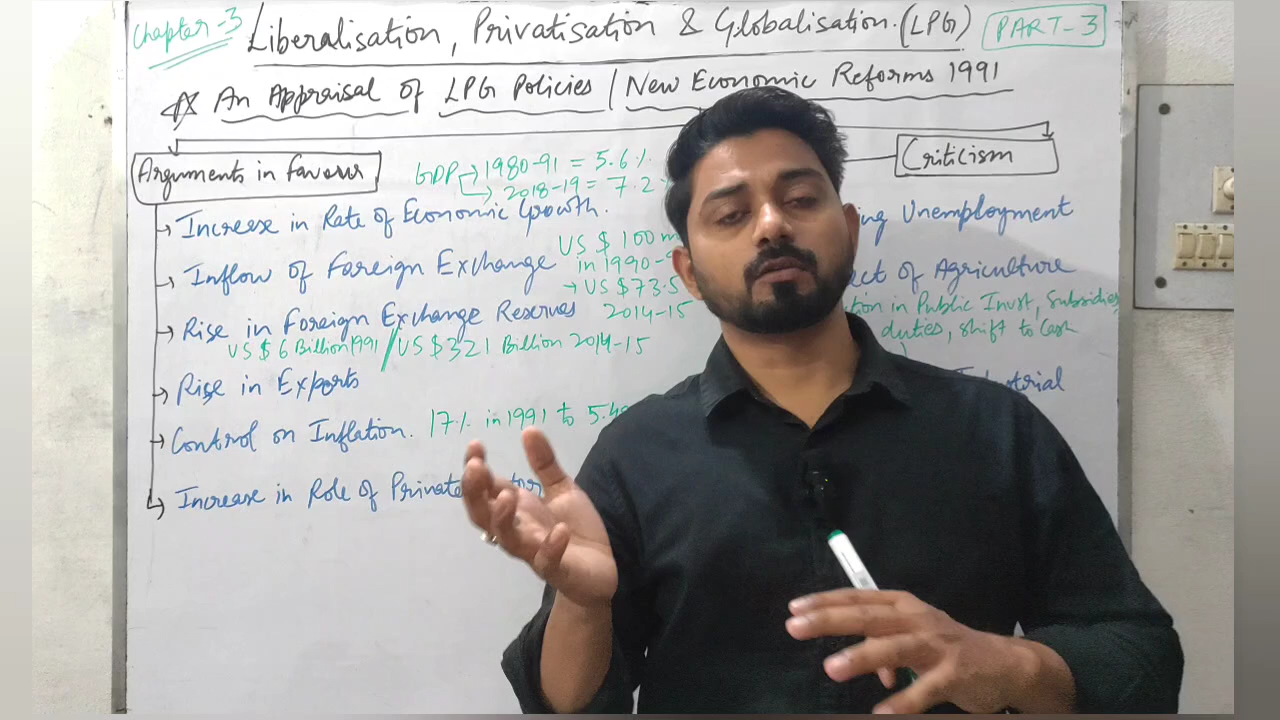 Chapter-3
Liberalisation, Privatisation & Globalisation. (LPG)
PART-3
An Appraisal of LPG Policies / New Economic Reforms 1991
Arguments in favour
Criticism
GDP → 1980-91 = 5.6%
→ 2018-19 = 7.2
→ Increase in Rate of Economic Growth.
Unemployment
US $ 100
→ Inflow of Foreign Exchange
in 1990-
of Agriculture
→ US $ 73.5
2014-15
→ Rise in Foreign Exchange Reserves
in Public Invst, Subsidies,
duties, shift to Cash
US $ 6 Billion 1991 / US $ 321 Billion 2014-15
→ Rise in Exports
Industrial
→ Control on Inflation. 17% in 1991 to 5.4
→ Increase in Role of Private